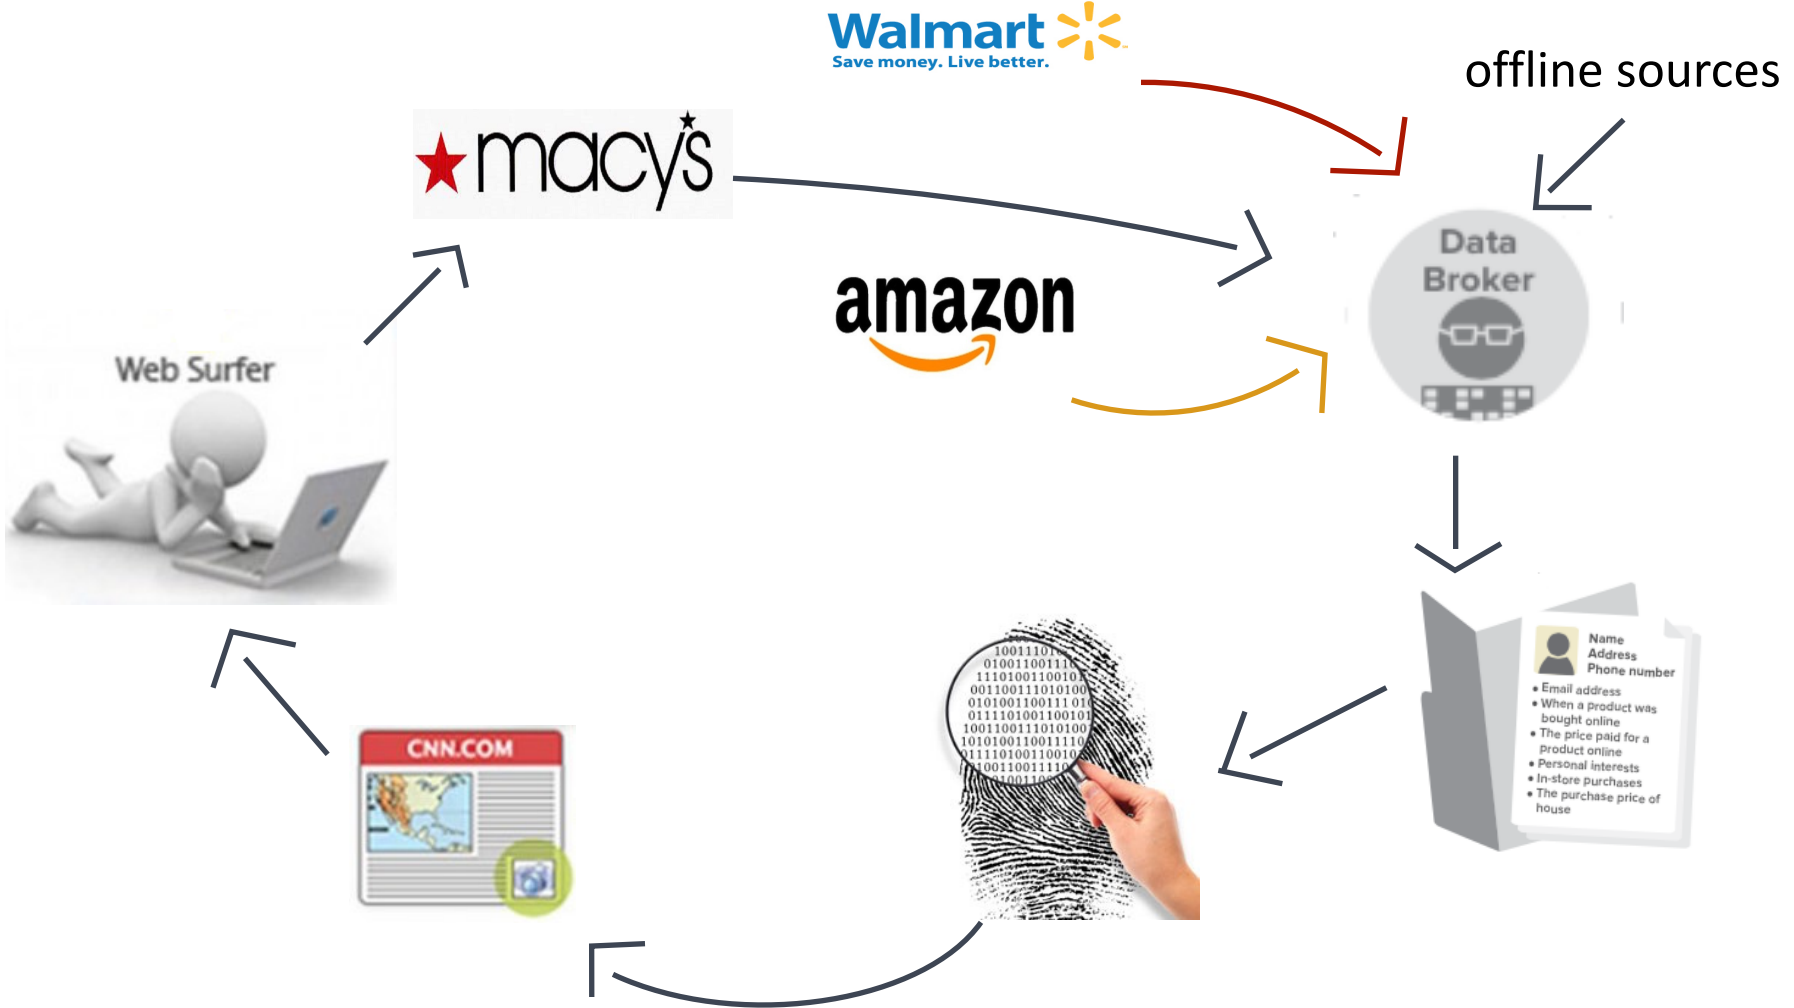 Walmart
Save money. Live better.
offline sources
macy's
Data
Broker
amazon
Web Surfer
Name
Address
Phone number
• Email address
• When a product was
bought online
• The price paid for a
product online
• Personal interests
• In-store purchases
• The purchase price of
house
CNN.COM